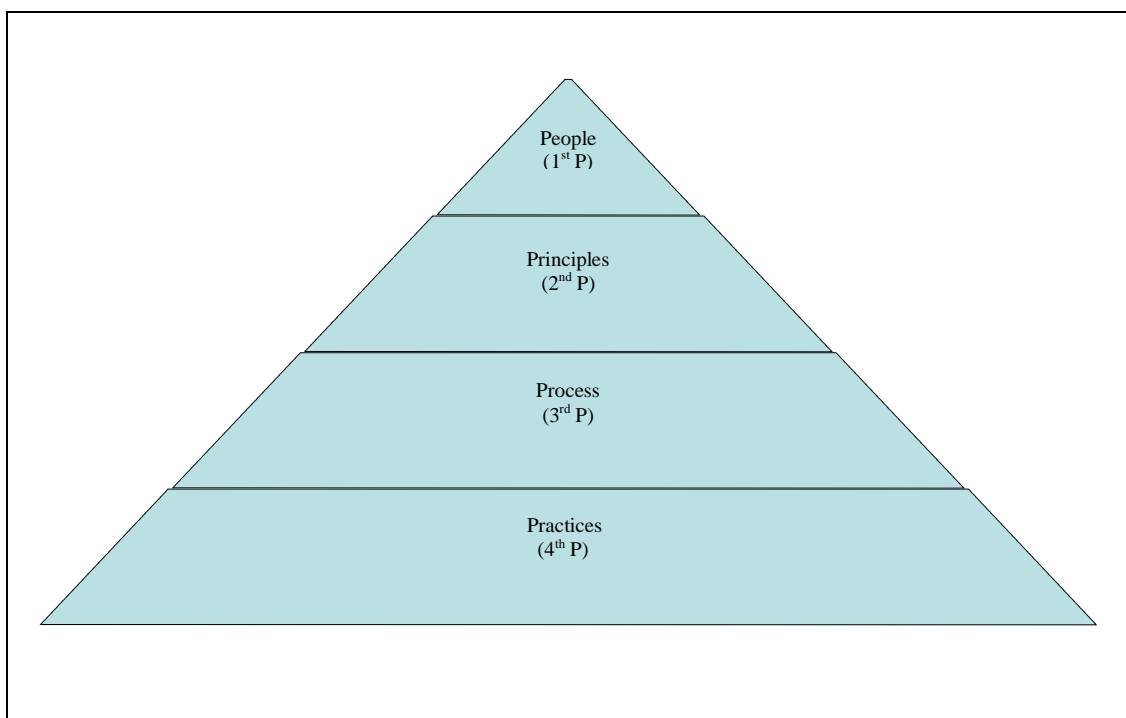 People
(1st P)
Principles
(2nd P)
Process
(3rd P)
Practices
(4th P)